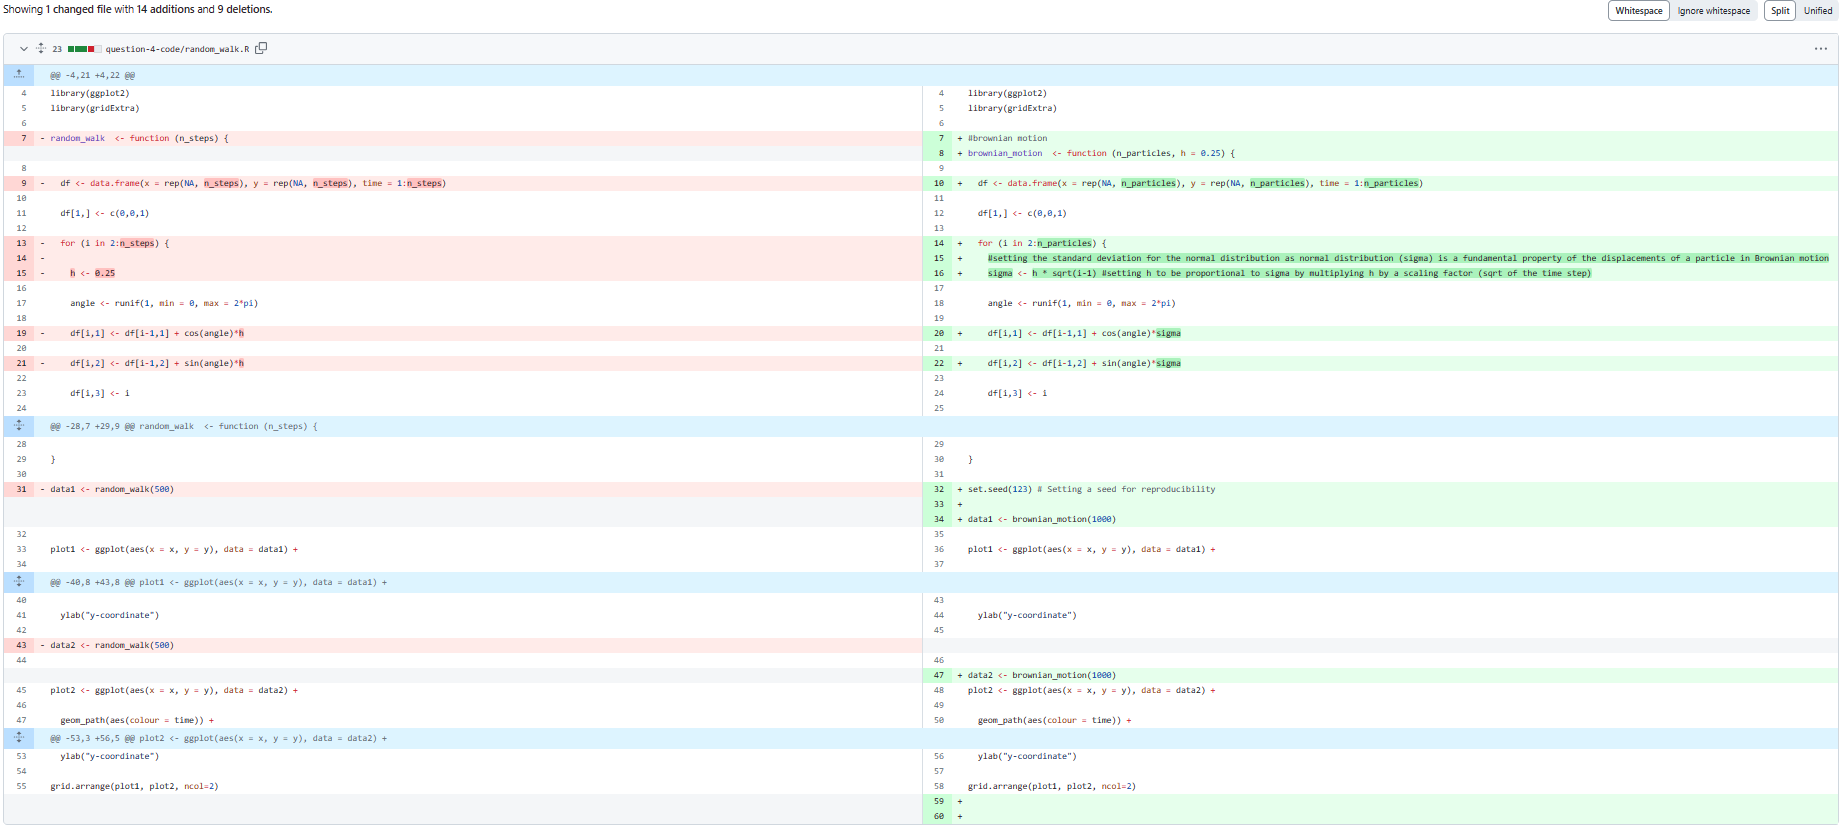 Showing 1 changed file with 14 additions and 9 deletions.
Whitespace Ignore whitespace Split Unified
23 question-4-code/random_walk.R
@@ -4,21 +4,22 @@
4 library(ggplot2) 4 library(ggplot2)
5 library(gridExtra) 5 library(gridExtra)
6 6
7 - random_walk <- function (n_steps) { 7 + #brownian motion
8 + brownian_motion <- function (n_particles, h = 0.25) {
8 9
9 - df <- data.frame(x = rep(NA, n_steps), y = rep(NA, n_steps), time = 1:n_steps) 10 + df <- data.frame(x = rep(NA, n_particles), y = rep(NA, n_particles), time = 1:n_particles)
10 11
11 df[1,] <- c(0,0,1) 12 df[1,] <- c(0,0,1)
12 13
13 - for (i in 2:n_steps) { 14 + for (i in 2:n_particles) {
14 - 15 + #setting the standard deviation for the normal distribution as normal distribution (sigma) is a fundamental property of the displacements of a particle in Brownian motion
15 - h <- 0.25 16 + sigma <- h * sqrt(i-1) #setting h to be proportional to sigma by multiplying h by a scaling factor (sqrt of the time step)
16 17
17 angle <- runif(1, min = 0, max = 2*pi) 18 angle <- runif(1, min = 0, max = 2*pi)
18 19
19 - df[i,1] <- df[i-1,1] + cos(angle)*h 20 + df[i,1] <- df[i-1,1] + cos(angle)*sigma
20 21
21 - df[i,2] <- df[i-1,2] + sin(angle)*h 22 + df[i,2] <- df[i-1,2] + sin(angle)*sigma
22 23
23 df[i,3] <- i 24 df[i,3] <- i
24 25
@@ -28,7 +29,9 @@ random_walk <- function (n_steps) {
28 29
29 } 30 }
30 31
31 - data1 <- random_walk(500) 32 + set.seed(123) # Setting a seed for reproducibility
33 +
34 + data1 <- brownian_motion(1000)
32 35
33 plot1 <- ggplot(aes(x = x, y = y), data = data1) + 36 plot1 <- ggplot(aes(x = x, y = y), data = data1) +
34 37
@@ -40,8 +43,8 @@ plot1 <- ggplot(aes(x = x, y = y), data = data1) +
40 43
41 ylab("y-coordinate") 44 ylab("y-coordinate")
42 45
43 - data2 <- random_walk(500)
44 46
47 + data2 <- brownian_motion(1000)
45 plot2 <- ggplot(aes(x = x, y = y), data = data2) + 48 plot2 <- ggplot(aes(x = x, y = y), data = data2) +
46 49
47 geom_path(aes(colour = time)) + 50 geom_path(aes(colour = time)) +
@@ -53,3 +56,5 @@ plot2 <- ggplot(aes(x = x, y = y), data = data2) +
53 ylab("y-coordinate") 56 ylab("y-coordinate")
54 57
55 grid.arrange(plot1, plot2, ncol=2) 58 grid.arrange(plot1, plot2, ncol=2)
59 +
60 +